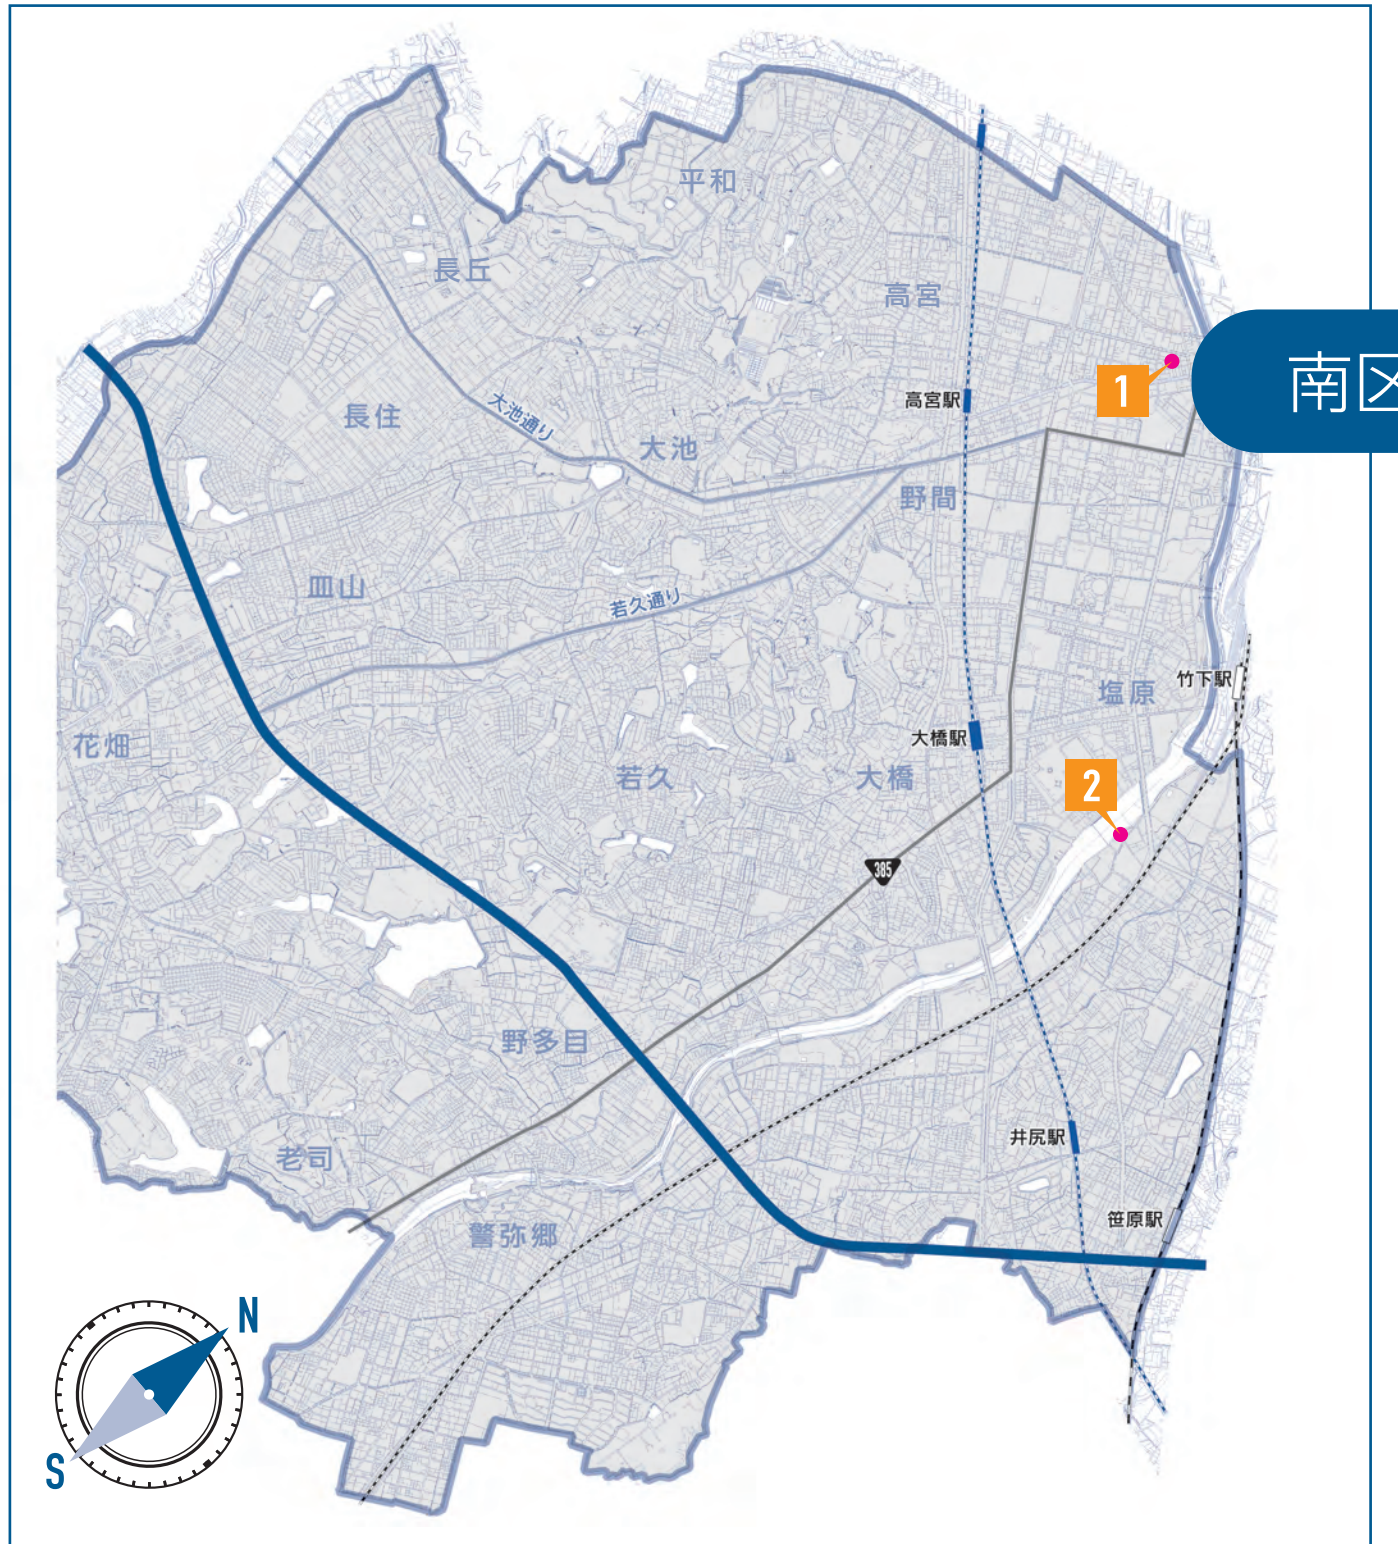 平和
長丘
高宮
南区
1
高宮駅
長住
大池通り
大池
野間
皿山
若久通り
竹下駅
塩原
花畑
大橋駅
若久
大橋
2
385
野多目
井尻駅
老司
笹原駅
警弥郷
N
S